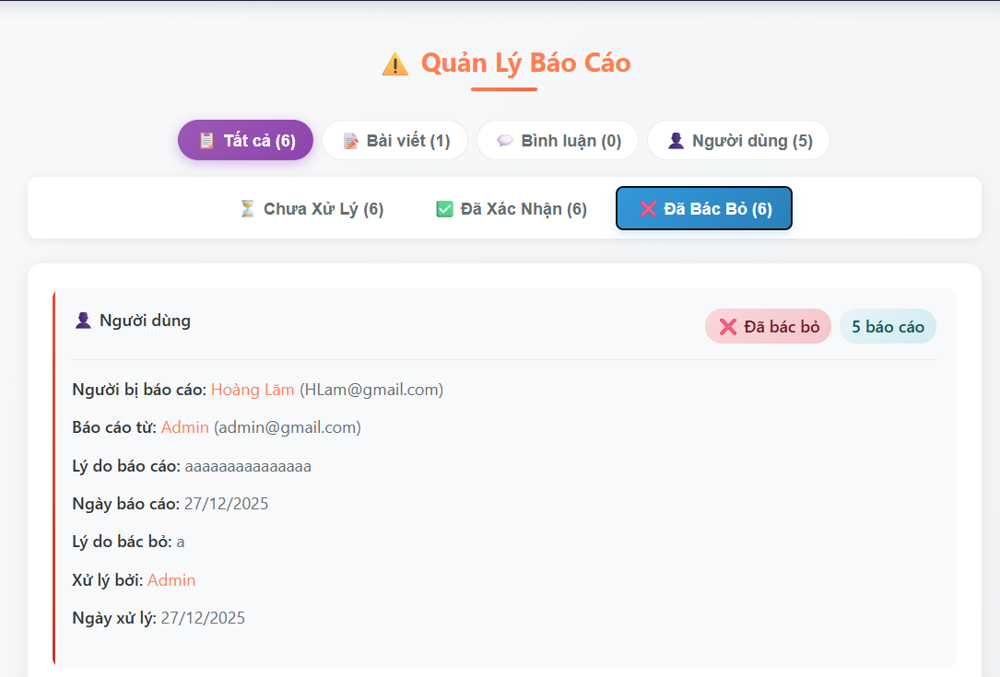 Quản Lý Báo Cáo
Tất cả (6) Bài viết (1) Bình luận (0) Người dùng (5)
Chưa Xử Lý (6) Đã Xác Nhận (6) Đã Bác Bỏ (6)
Người dùng Đã bác bỏ 5 báo cáo
Người bị báo cáo: Hoàng Lăm (HLam@gmail.com)
Báo cáo từ: Admin (admin@gmail.com)
Lý do báo cáo: aaaaaaaaaaaaaaa
Ngày báo cáo: 27/12/2025
Lý do bác bỏ: a
Xử lý bởi: Admin
Ngày xử lý: 27/12/2025